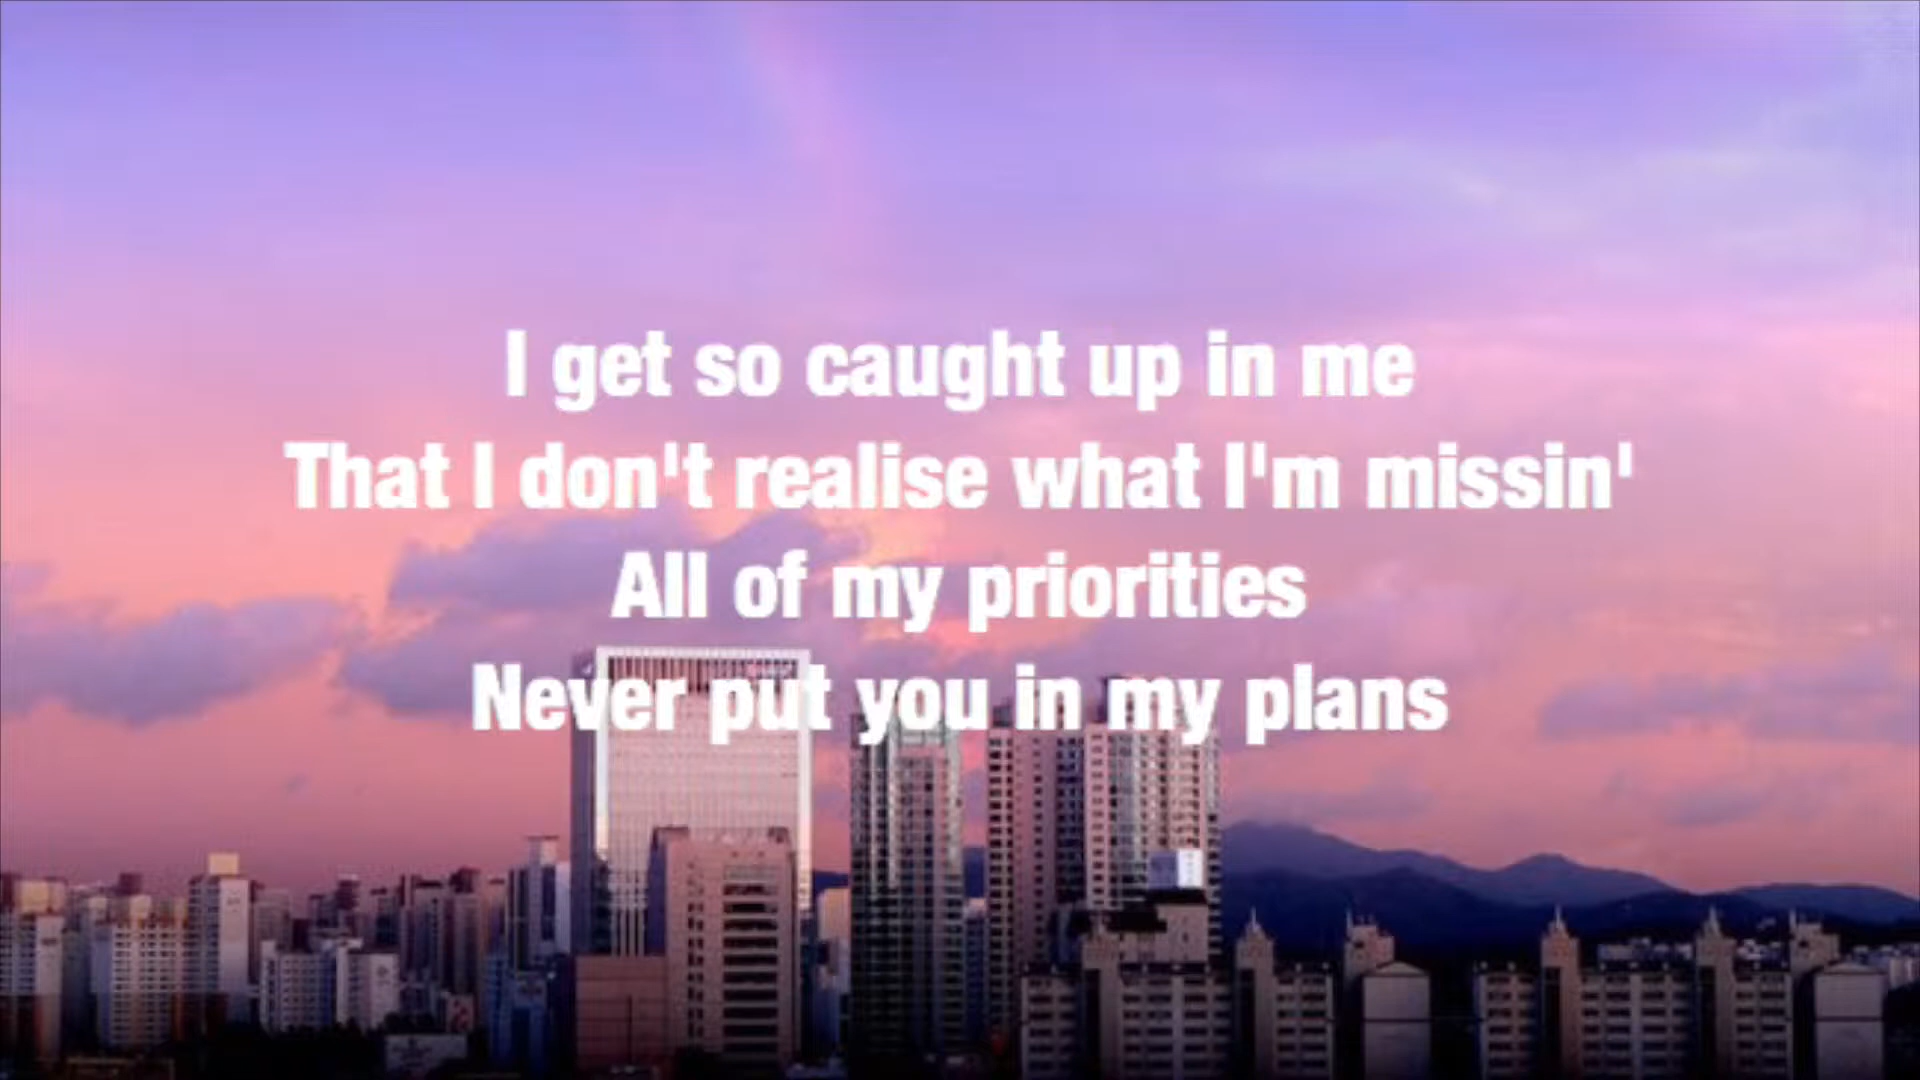 I get so caught up in me
That I don't realise what I'm missin'
All of my priorities
Never put you in my plans